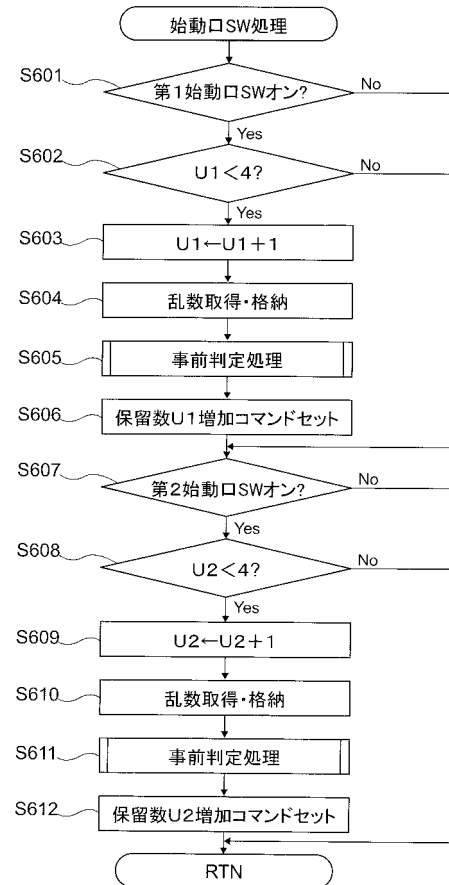 始動口SW処理
S601
第1始動口SWオン?
No
Yes
S602
U1<4?
No
Yes
S603
U1←U1+1
S604
乱数取得・格納
S605
事前判定処理
S606
保留数U1増加コマンドセット
S607
第2始動口SWオン?
No
Yes
S608
U2<4?
No
Yes
S609
U2←U2+1
S610
乱数取得・格納
S611
事前判定処理
S612
保留数U2増加コマンドセット
RTN